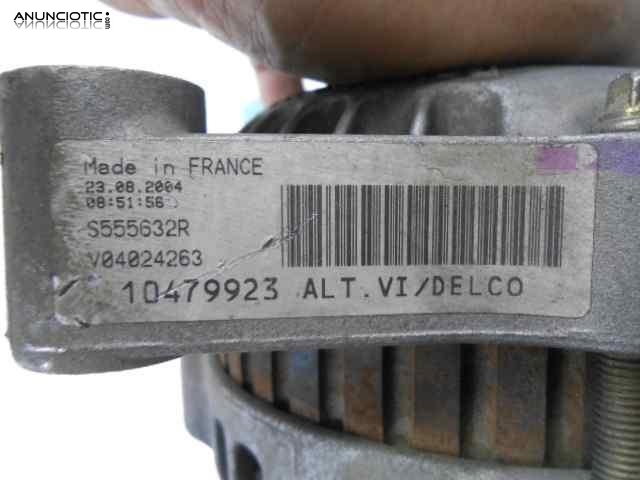 ANUNCIOTIC.com
Made in FRANCE
23.08.2004
08:51:56
S555632R
V04024263
10479923 ALT.VI/DELCO